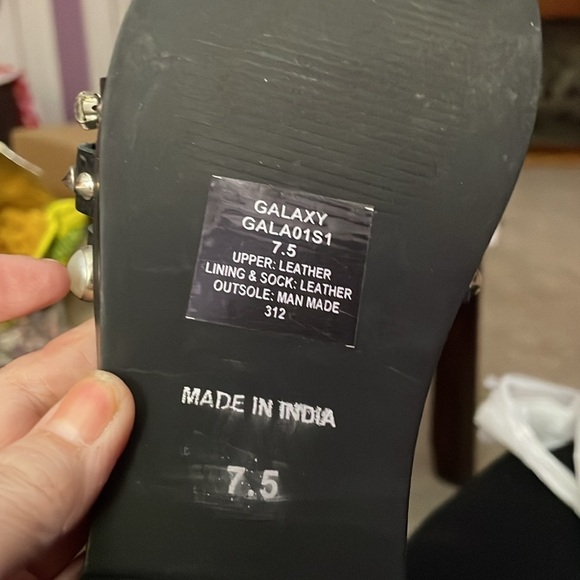 GALAXY
GALA01S1
7.5
UPPER: LEATHER
LINING & SOCK: LEATHER
OUTSOLE: MAN MADE
312
MADE IN INDIA
7.5